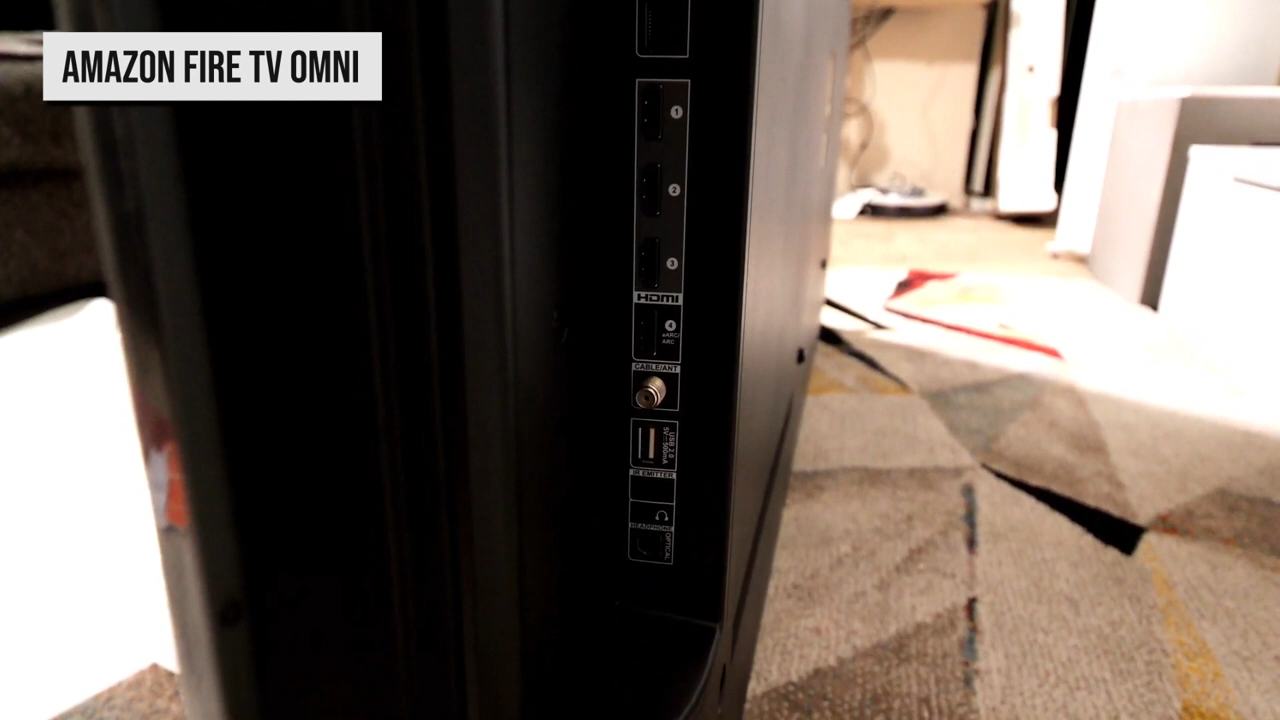 AMAZON FIRE TV OMNI
1
2
3
HDMI
4
eARC/
ARC
CABLE/ANT
USB 2.0
5V⎓500mA
IR EMITTER
HEADPHONE
OPTICAL